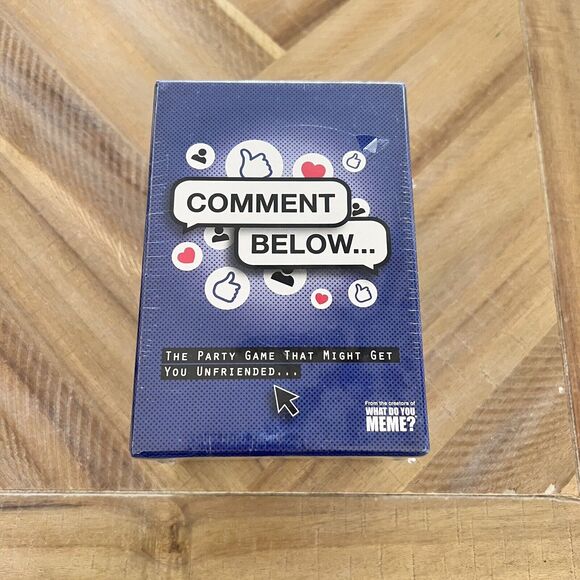 COMMENT
BELOW...
THE PARTY GAME THAT MIGHT GET
YOU UNFRIENDED...
From the creators of
WHAT DO YOU
MEME?